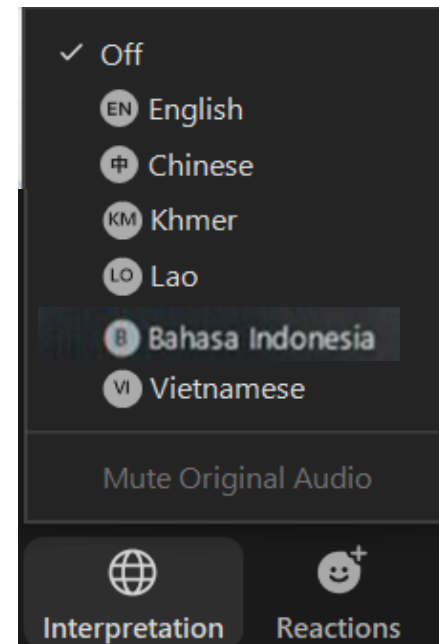 Off
EN English
中 Chinese
KM Khmer
LO Lao
B Bahasa Indonesia
VI Vietnamese
Mute Original Audio
Interpretation Reactions